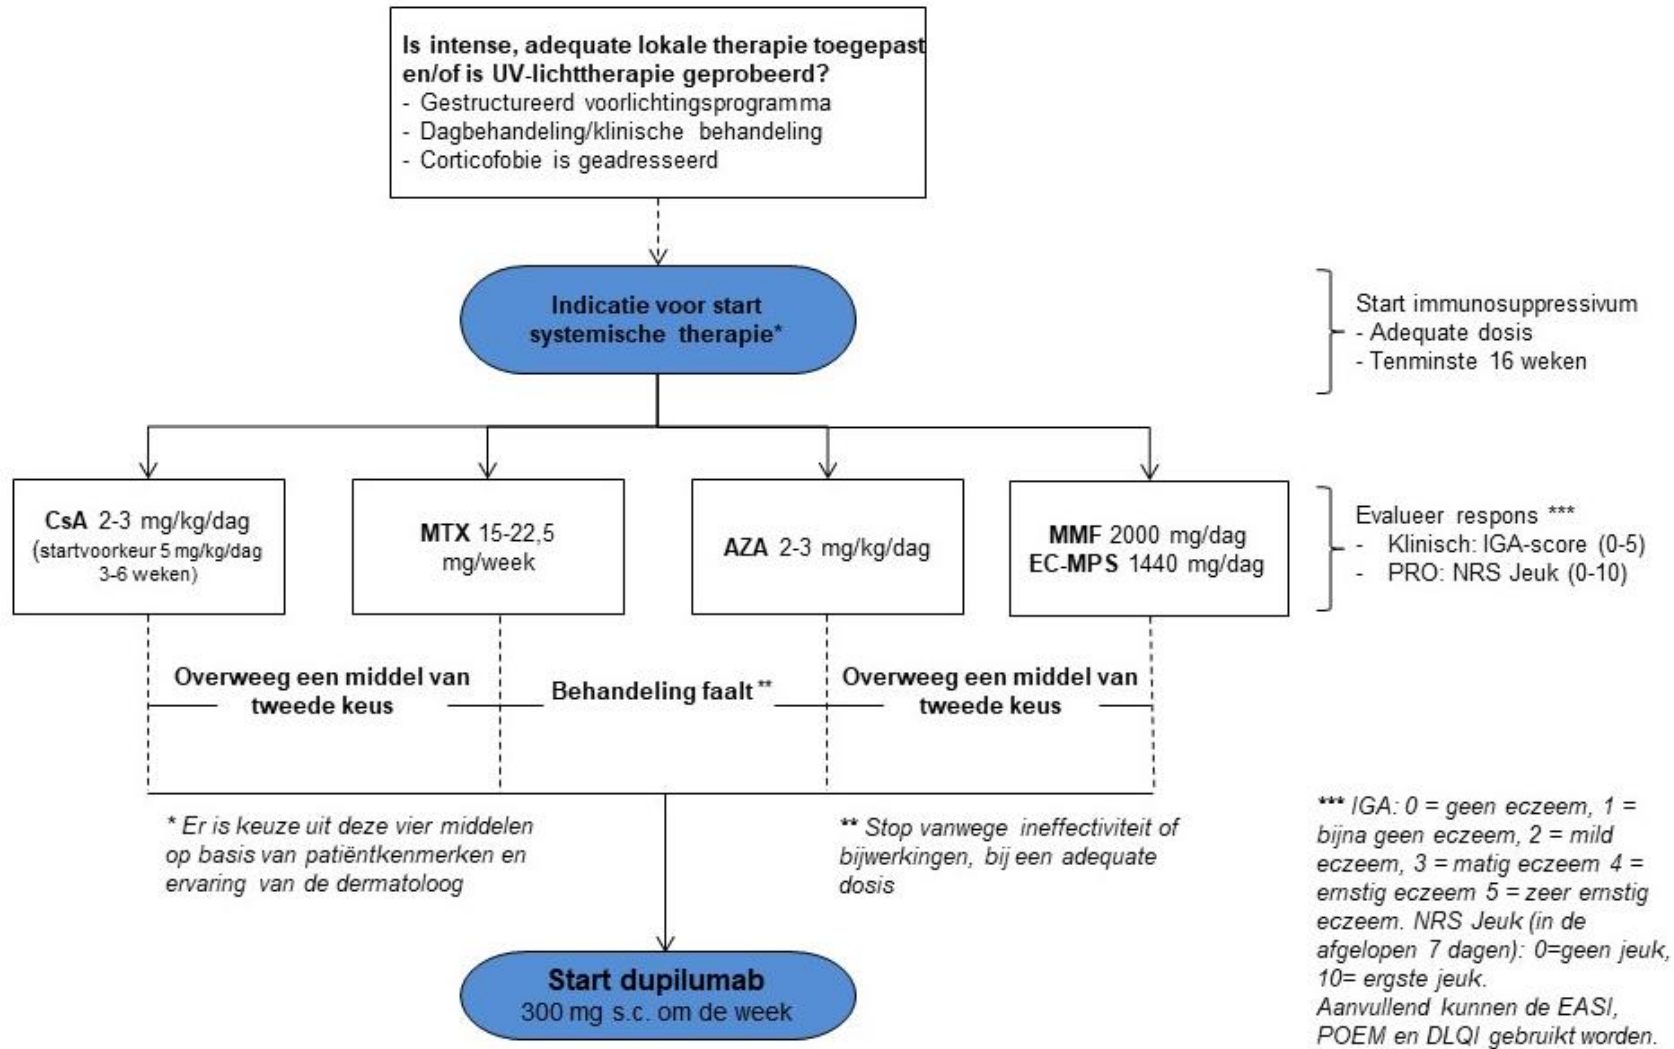 Is intense, adequate lokale therapie toegepast
en/of is UV-lichttherapie geprobeerd?
- Gestructureerd voorlichtingsprogramma
- Dagbehandeling/klinische behandeling
- Corticofobie is geadresseerd
Indicatie voor start
systemische therapie*
Start immunosuppressivum
- Adequate dosis
- Tenminste 16 weken
CsA 2-3 mg/kg/dag
(startvoorkeur 5 mg/kg/dag
3-6 weken)
MTX 15-22,5
mg/week
AZA 2-3 mg/kg/dag
MMF 2000 mg/dag
EC-MPS 1440 mg/dag
Evalueer respons ***
- Klinisch: IGA-score (0-5)
- PRO: NRS Jeuk (0-10)
Overweeg een middel van
tweede keus
Behandeling faalt **
Overweeg een middel van
tweede keus
* Er is keuze uit deze vier middelen
op basis van patiëntkenmerken en
ervaring van de dermatoloog
** Stop vanwege ineffectiviteit of
bijwerkingen, bij een adequate
dosis
*** IGA: 0 = geen eczeem, 1 =
bijna geen eczeem, 2 = mild
eczeem, 3 = matig eczeem 4 =
ernstig eczeem 5 = zeer ernstig
eczeem. NRS Jeuk (in de
afgelopen 7 dagen): 0=geen jeuk,
10= ergste jeuk.
Aanvullend kunnen de EASI,
POEM en DLQI gebruikt worden.
Start dupilumab
300 mg s.c. om de week